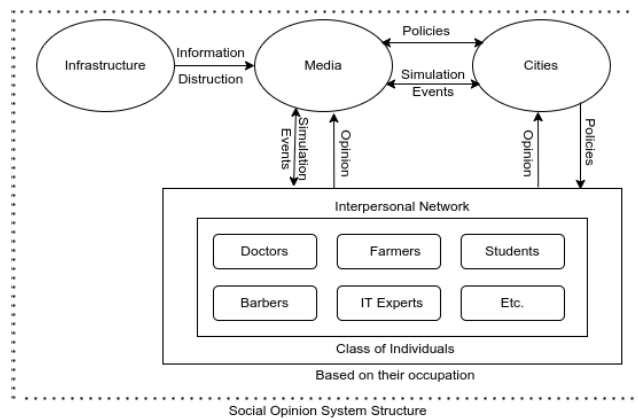 Infrastructure
Information
Distruction
Media
Policies
Simulation
Events
Cities
Simulation
Events
Opinion
Opinion
Policies
Interpersonal Network
Doctors
Farmers
Students
Barbers
IT Experts
Etc.
Class of Individuals
Based on their occupation
Social Opinion System Structure